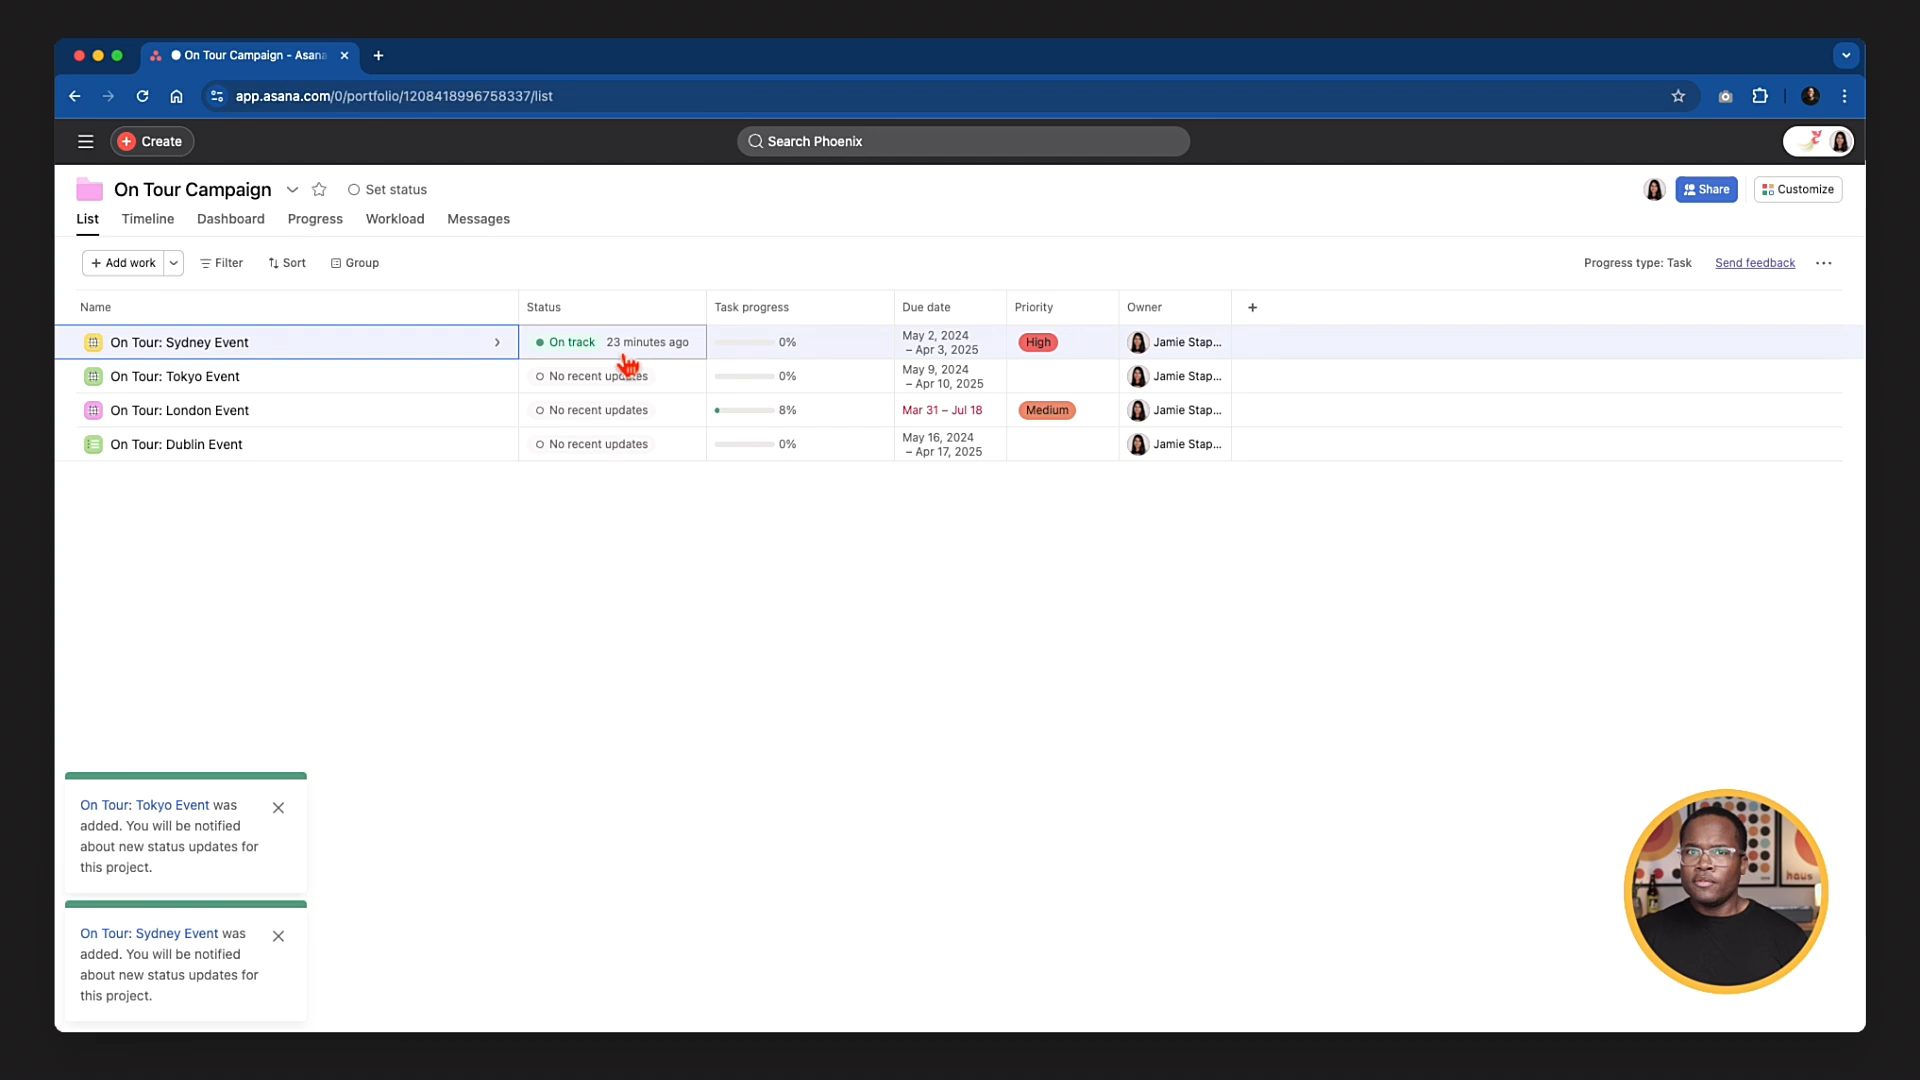 On Tour Campaign - Asana
app.asana.com/0/portfolio/1208418996758337/list
Create
Search Phoenix
On Tour Campaign
Set status
Share
Customize
List Timeline Dashboard Progress Workload Messages
+ Add work
Filter
Sort
Group
Progress type: Task
Send feedback
Name Status Task progress Due date Priority Owner
On Tour: Sydney Event On track 23 minutes ago 0% May 2, 2024 – Apr 3, 2025 High Jamie Stap...
On Tour: Tokyo Event No recent updates 0% May 9, 2024 – Apr 10, 2025 Jamie Stap...
On Tour: London Event No recent updates 8% Mar 31 – Jul 18 Medium Jamie Stap...
On Tour: Dublin Event No recent updates 0% May 16, 2024 – Apr 17, 2025 Jamie Stap...
On Tour: Tokyo Event was
added. You will be notified
about new status updates for
this project.
On Tour: Sydney Event was
added. You will be notified
about new status updates for
this project.
haus